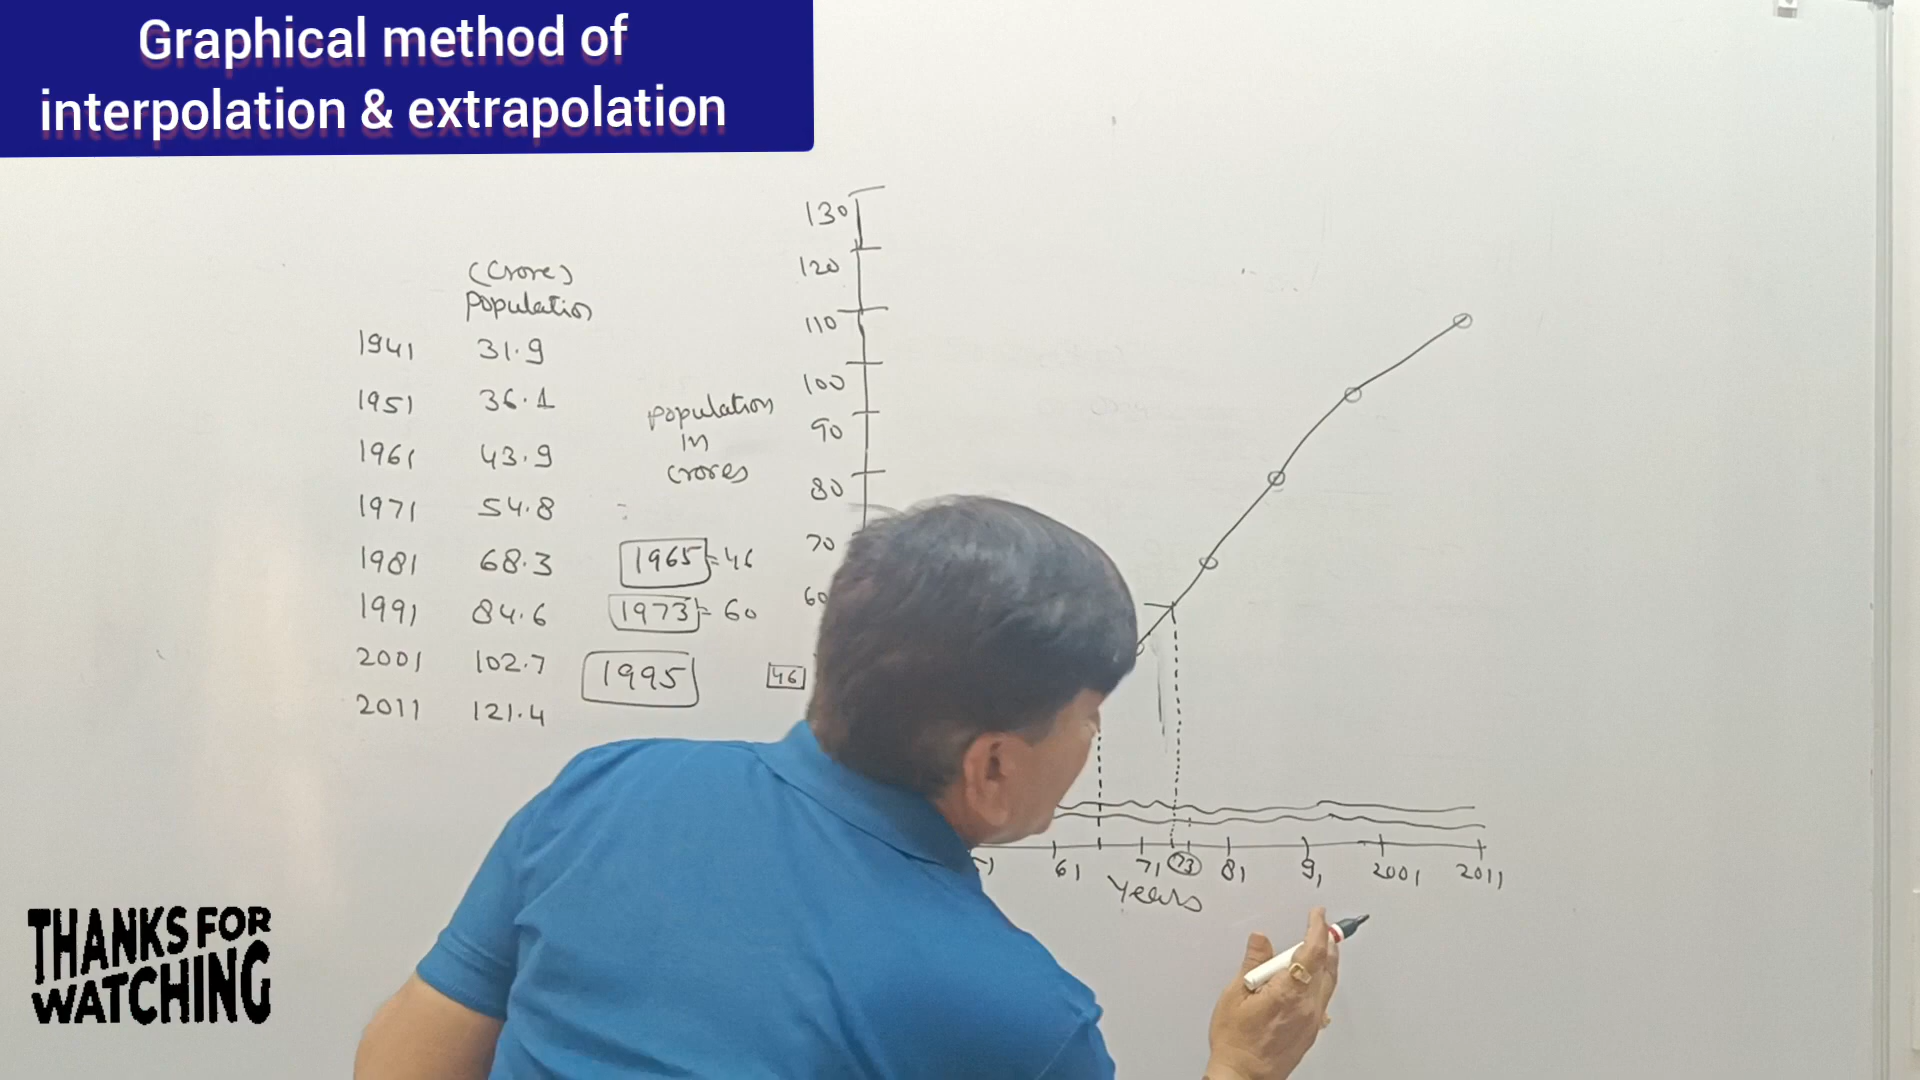 Graphical method of
interpolation & extrapolation
(Crore)
population
1941 31.9
1951 36.1
1961 43.9
1971 54.8
1981 68.3
1991 84.6
2001 102.7
2011 121.4
1965 = 46
1973 = 60
1995
population
in
crores
130
120
110
100
90
80
70
60
46
61 71 73 81 91 2001 2011
Years
THANKS FOR
WATCHING